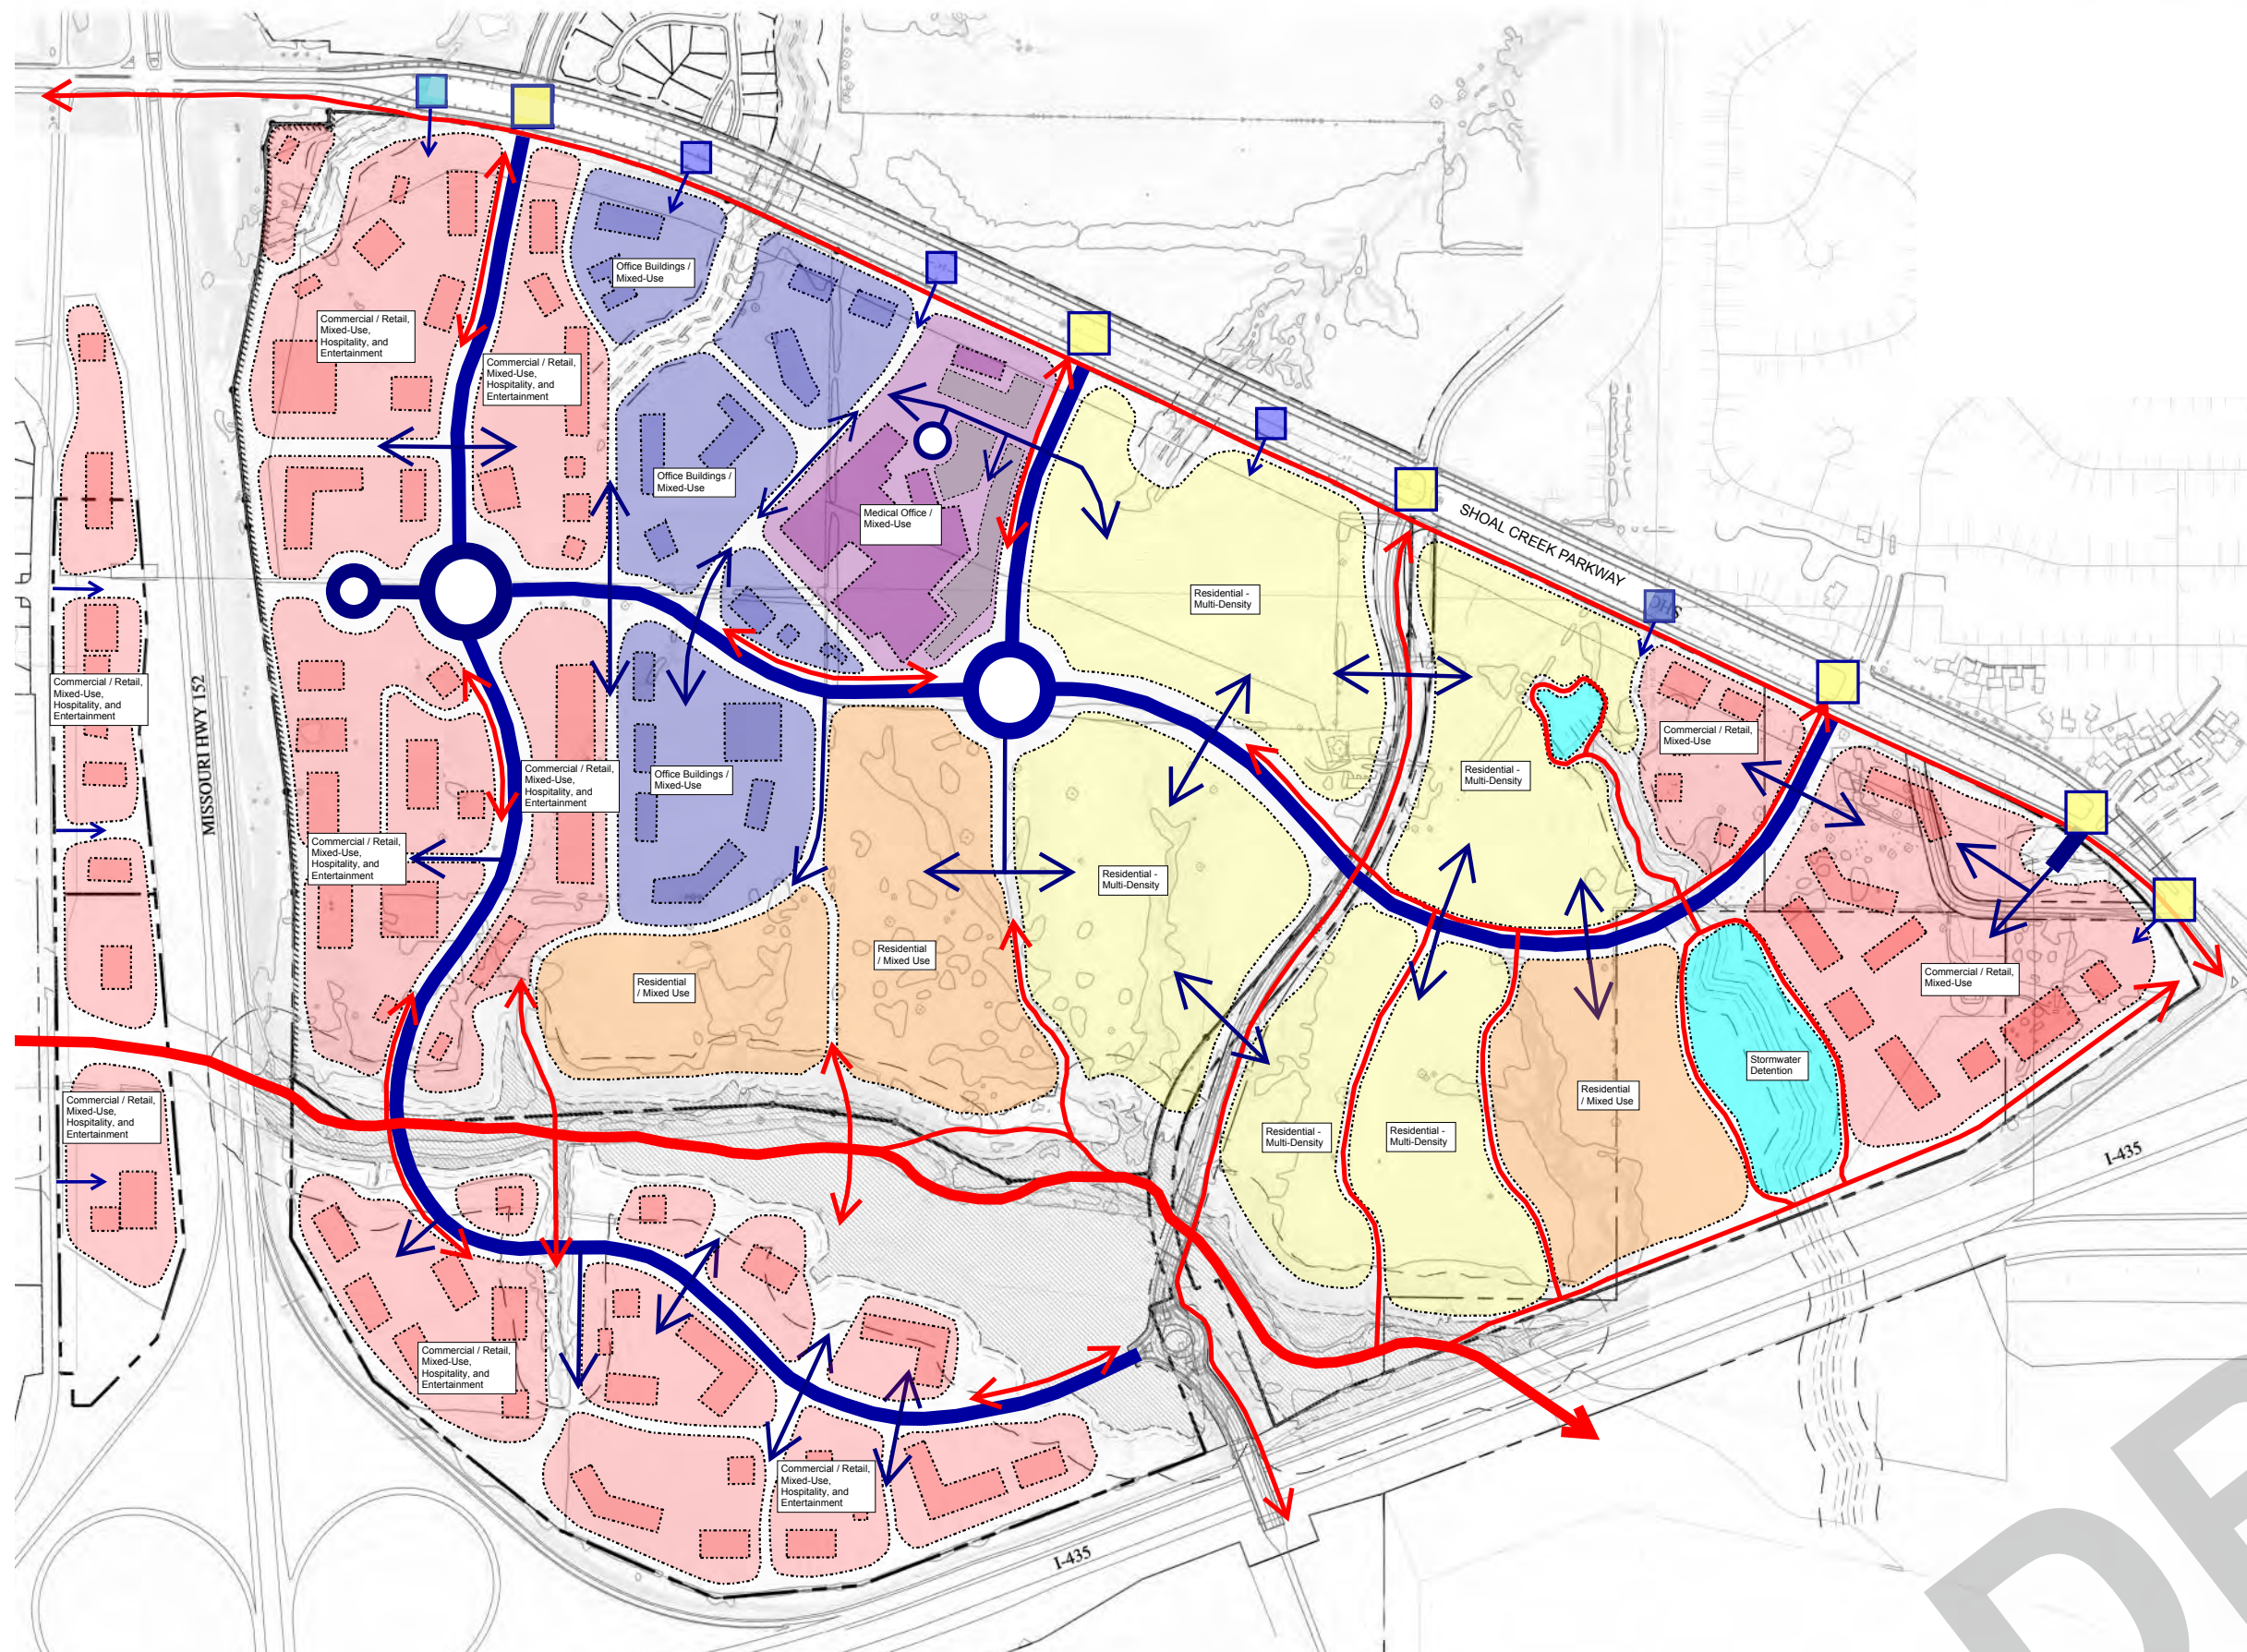 Office Buildings /
Mixed-Use
Commercial / Retail,
Mixed-Use,
Hospitality, and
Entertainment
Commercial / Retail,
Mixed-Use,
Hospitality, and
Entertainment
Office Buildings /
Mixed-Use
Medical Office /
Mixed-Use
SHOAL CREEK PARKWAY
Residential -
Multi-Density
MISSOURI HWY 152
Commercial / Retail,
Mixed-Use,
Hospitality, and
Entertainment
Commercial / Retail,
Mixed-Use
Commercial / Retail,
Mixed-Use,
Hospitality, and
Entertainment
Office Buildings /
Mixed-Use
Residential -
Multi-Density
Commercial / Retail,
Mixed-Use,
Hospitality, and
Entertainment
Residential -
Multi-Density
Residential
/ Mixed Use
Residential
/ Mixed Use
Commercial / Retail,
Mixed-Use
Stormwater
Detention
Residential
/ Mixed Use
Commercial / Retail,
Mixed-Use,
Hospitality, and
Entertainment
Residential -
Multi-Density
Residential -
Multi-Density
I-435
Commercial / Retail,
Mixed-Use,
Hospitality, and
Entertainment
Commercial / Retail,
Mixed-Use,
Hospitality, and
Entertainment
I-435